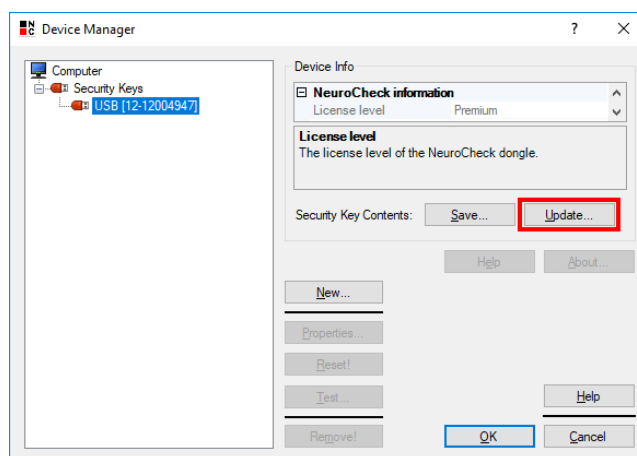 NC Device Manager ? X
Computer
Security Keys
USB [12-12004947]
Device Info
NeuroCheck information
License level Premium
License level
The license level of the NeuroCheck dongle.
Security Key Contents: Save... Update...
Help About...
New...
Properties...
Reset!
Test...
Help
Remove! OK Cancel